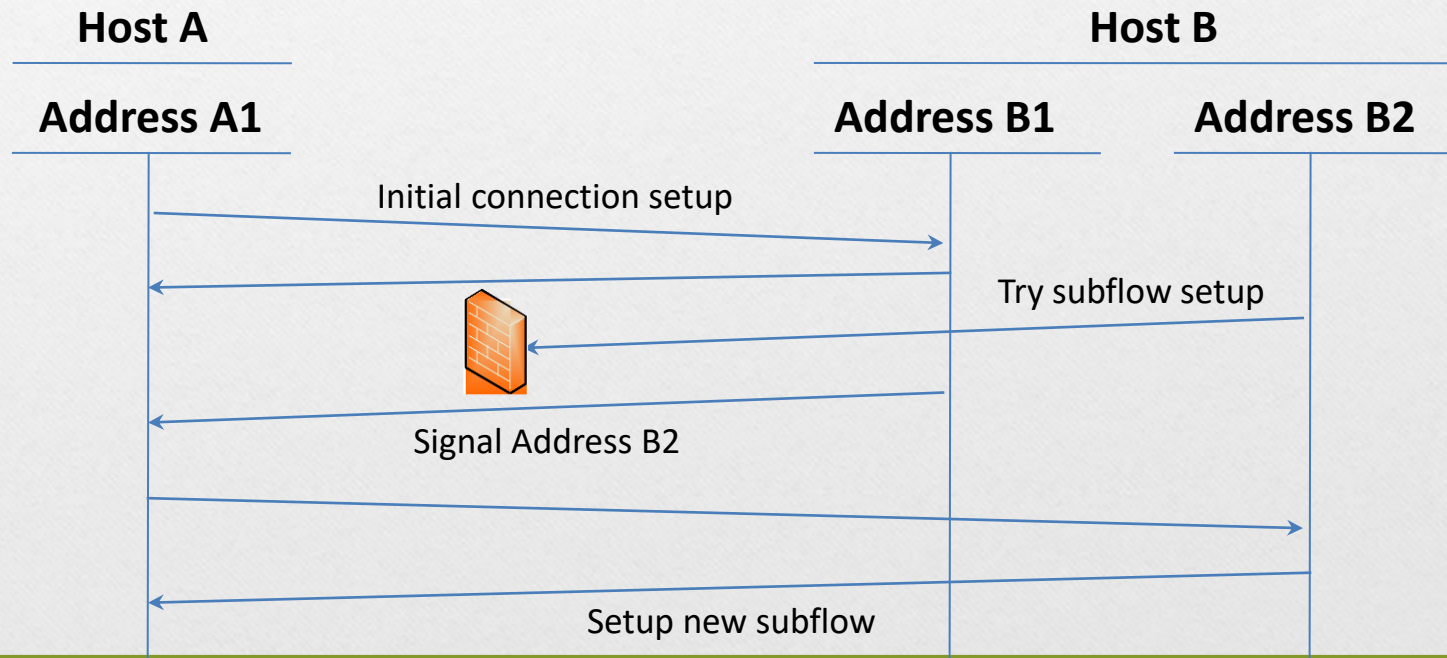 Host A
Host B
Address A1
Address B1
Address B2
Initial connection setup
Try subflow setup
Signal Address B2
Setup new subflow